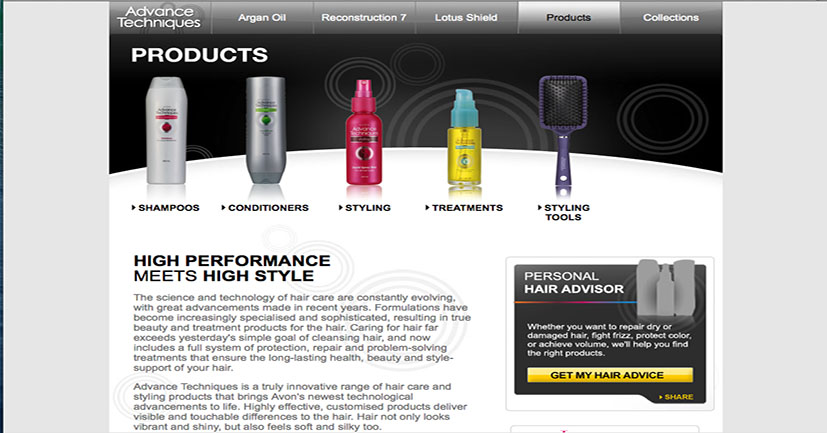 Advance
Techniques
Argan Oil
Reconstruction 7
Lotus Shield
Products
Collections
PRODUCTS
Advance
Techniques
SHAMPOOS
CONDITIONERS
STYLING
TREATMENTS
STYLING
TOOLS
HIGH PERFORMANCE
MEETS HIGH STYLE
The science and technology of hair care are constantly evolving,
with great advancements made in recent years. Formulations have
become increasingly specialised and sophisticated, resulting in true
beauty and treatment products for the hair. Caring for hair far
exceeds yesterday's simple goal of cleansing hair, and now
includes a full system of protection, repair and problem-solving
treatments that ensure the long-lasting health, beauty and style-
support of your hair.
Advance Techniques is a truly innovative range of hair care and
styling products that brings Avon's newest technological
advancements to life. Highly effective, customised products deliver
visible and touchable differences to the hair. Hair not only looks
vibrant and shiny, but also feels soft and silky too.
PERSONAL
HAIR ADVISOR
Whether you want to repair dry or
damaged hair, fight frizz, protect color,
or achieve volume, we'll help you find
the right products.
GET MY HAIR ADVICE
SHARE